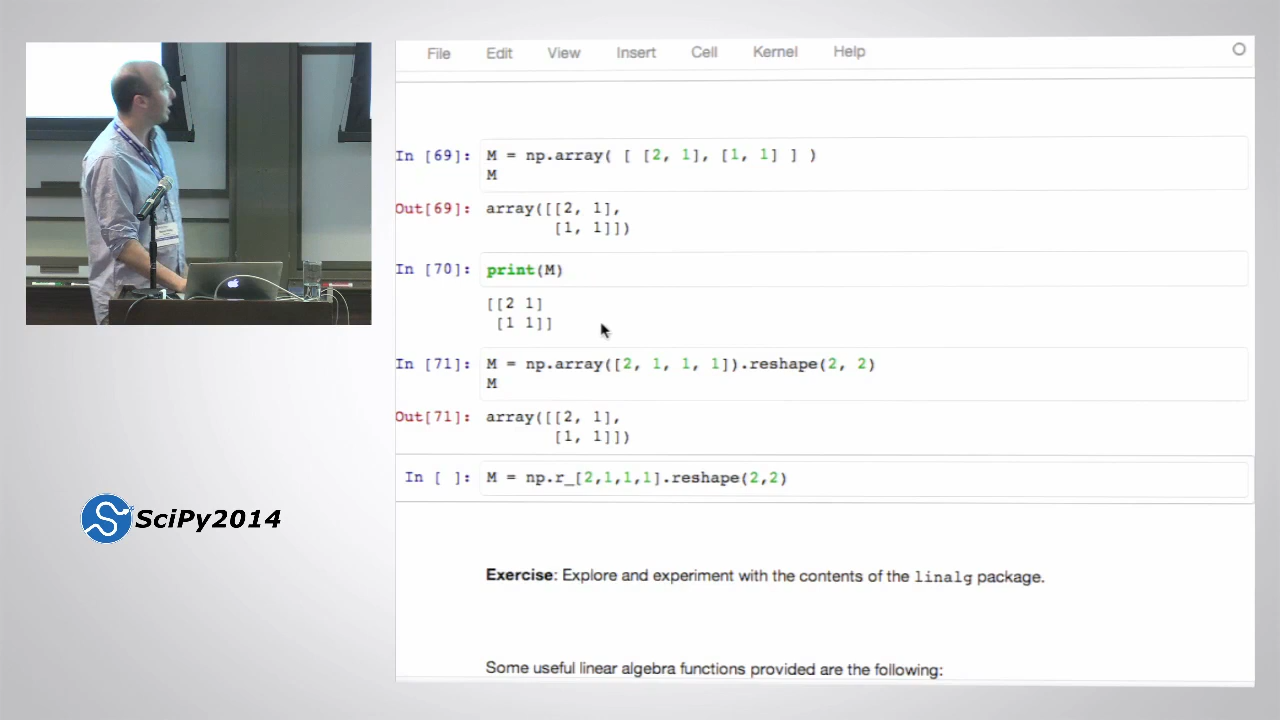 File Edit View Insert Cell Kernel Help
In [69]: M = np.array( [ [2, 1], [1, 1] ] )
M
Out[69]: array([[2, 1],
[1, 1]])
In [70]: print(M)
[[2 1]
[1 1]]
In [71]: M = np.array([2, 1, 1, 1]).reshape(2, 2)
M
Out[71]: array([[2, 1],
[1, 1]])
In [ ]: M = np.r_[2,1,1,1].reshape(2,2)
SciPy2014
Exercise: Explore and experiment with the contents of the linalg package.
Some useful linear algebra functions provided are the following: